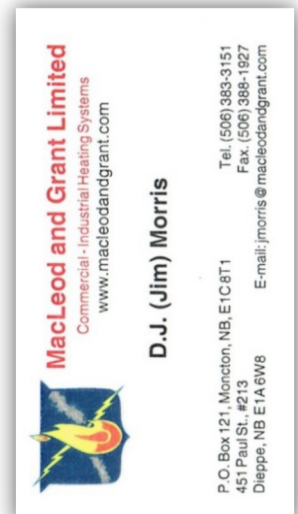 MacLeod and Grant Limited
Commercial - Industrial Heating Systems
www.macleodandgrant.com
D.J. (Jim) Morris
P.O. Box 121, Moncton, NB, E1C 8T1
451 Paul St., #213
Dieppe, NB E1A 6W8
Tel. (506) 383-3151
Fax. (506) 388-1927
E-mail: jmorris@macleodandgrant.com